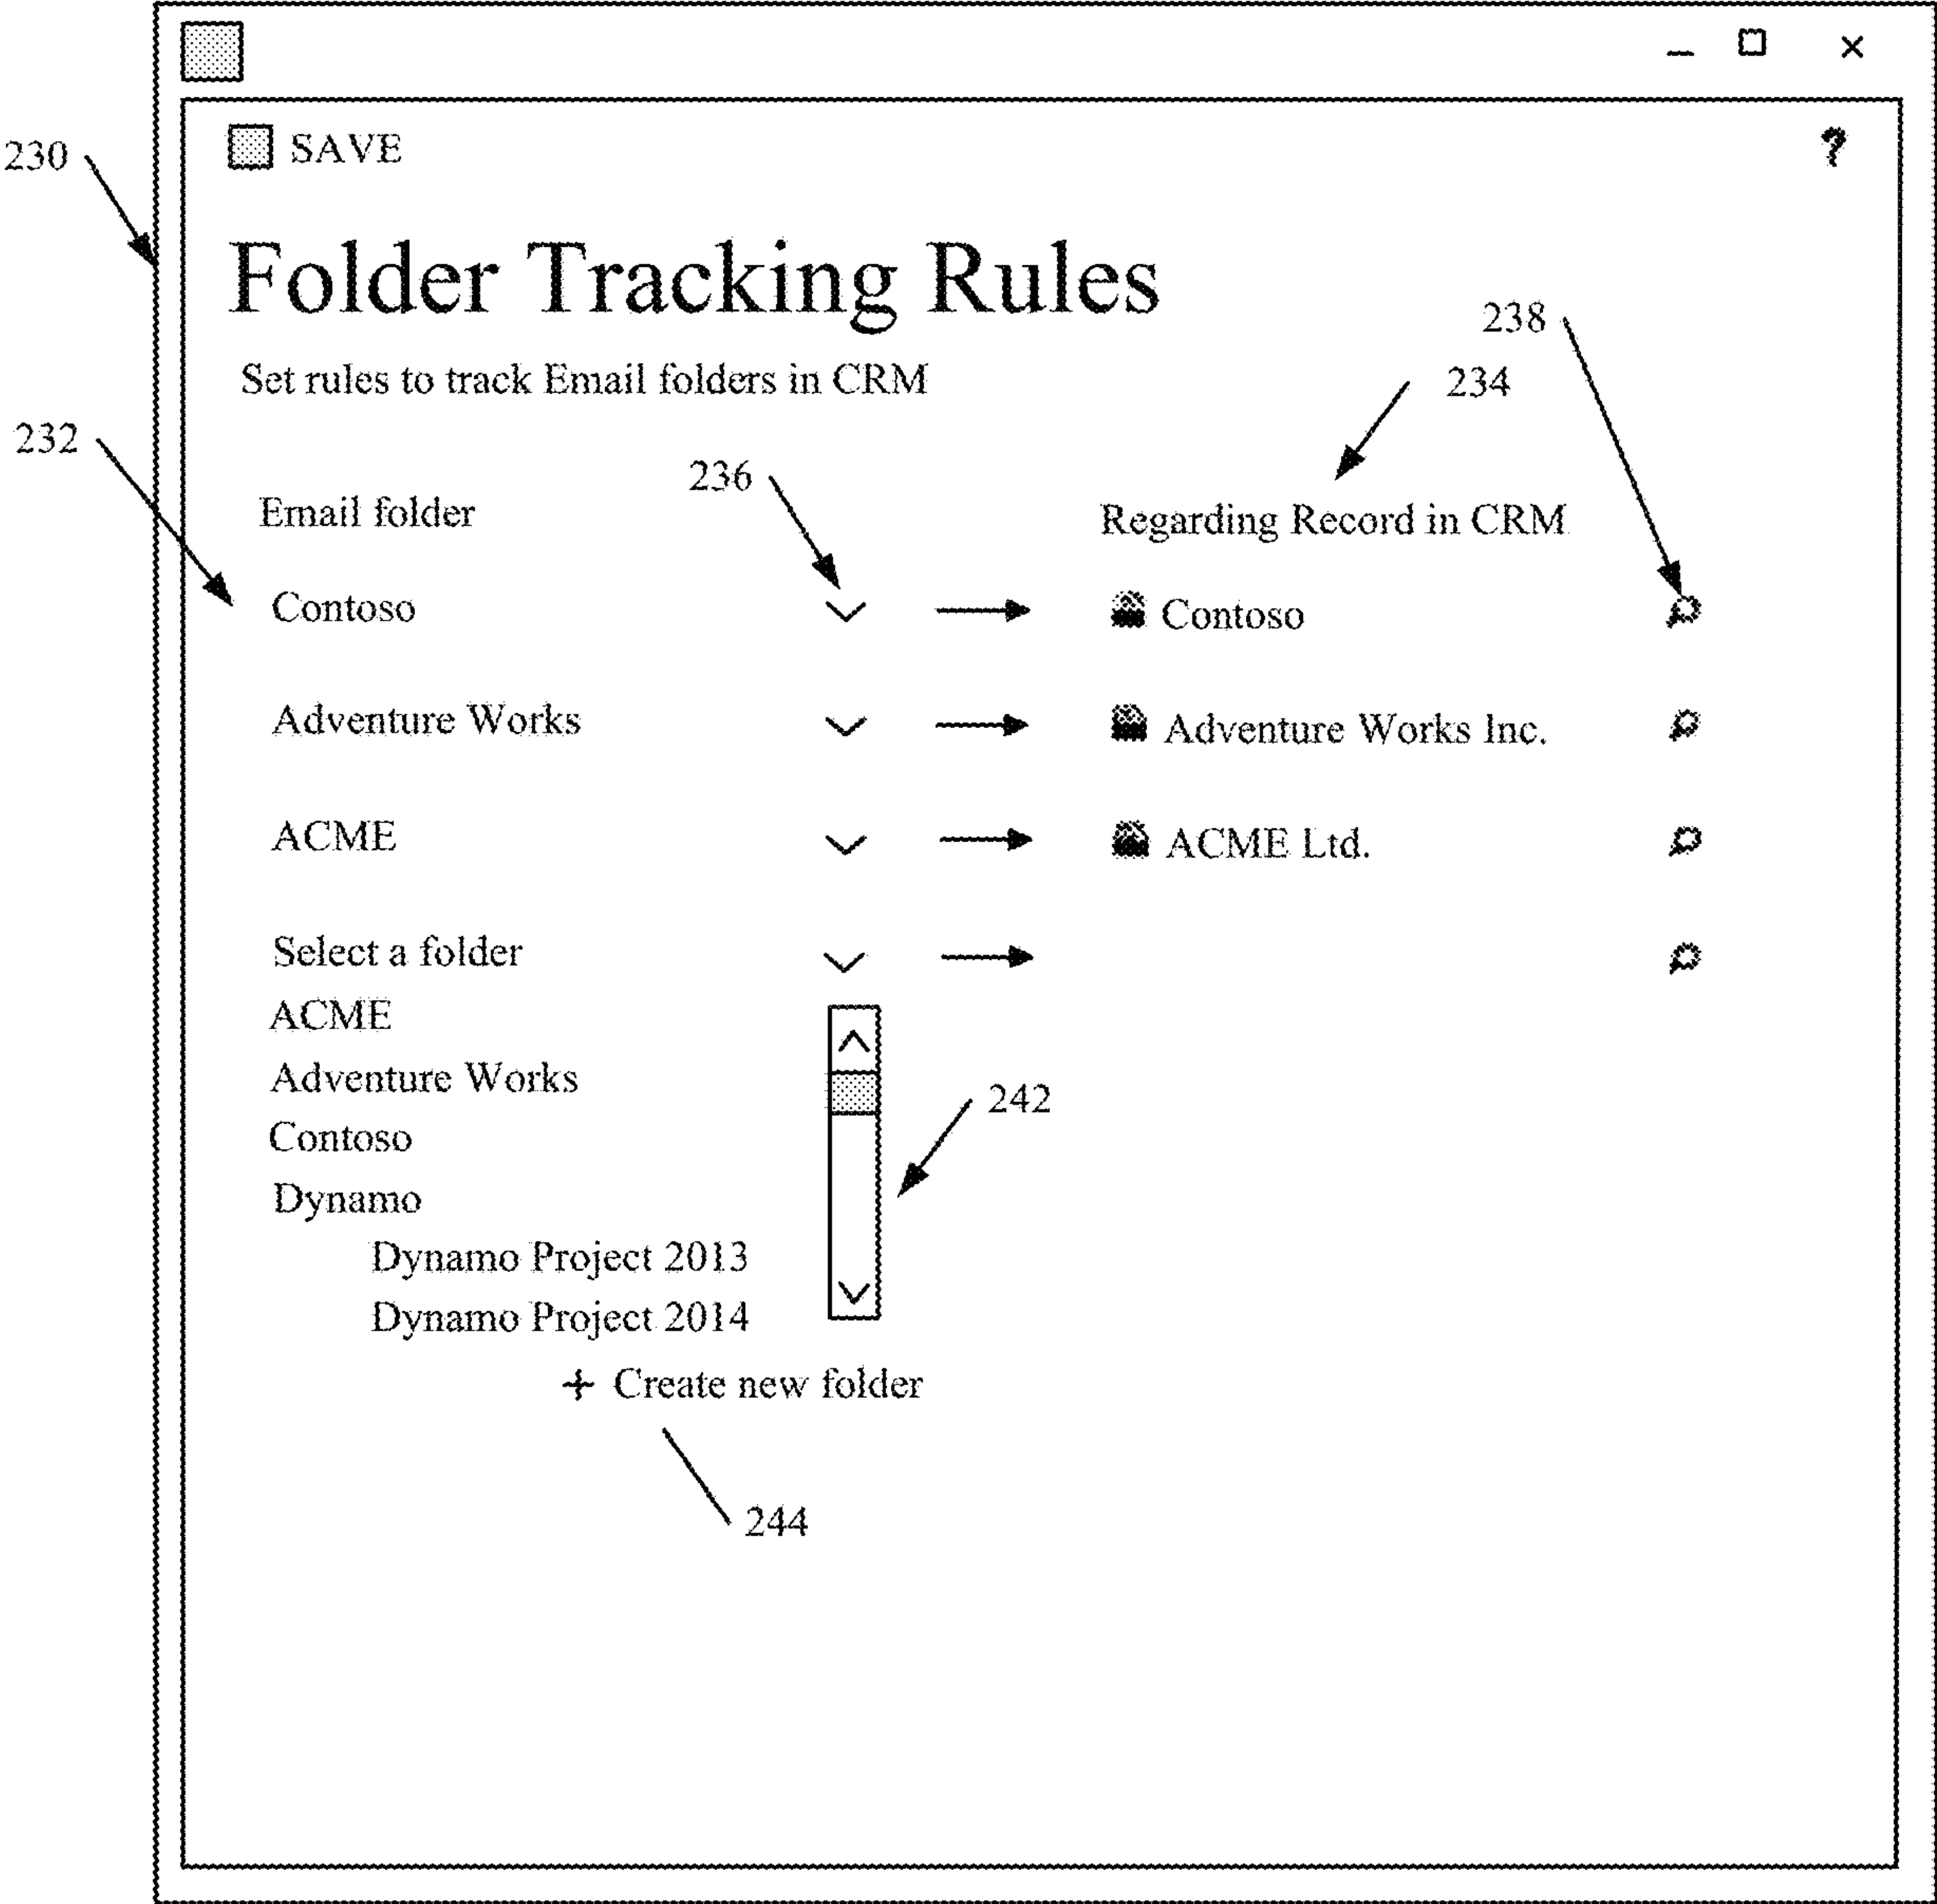 SAVE ?
230
Folder Tracking Rules
238
Set rules to track Email folders in CRM
234
232
236
Email folder
Regarding Record in CRM
Contoso Contoso
Adventure Works Adventure Works Inc.
ACME ACME Ltd.
Select a folder
ACME
Adventure Works
242
Contoso
Dynamo
Dynamo Project 2013
Dynamo Project 2014
+ Create new folder
244